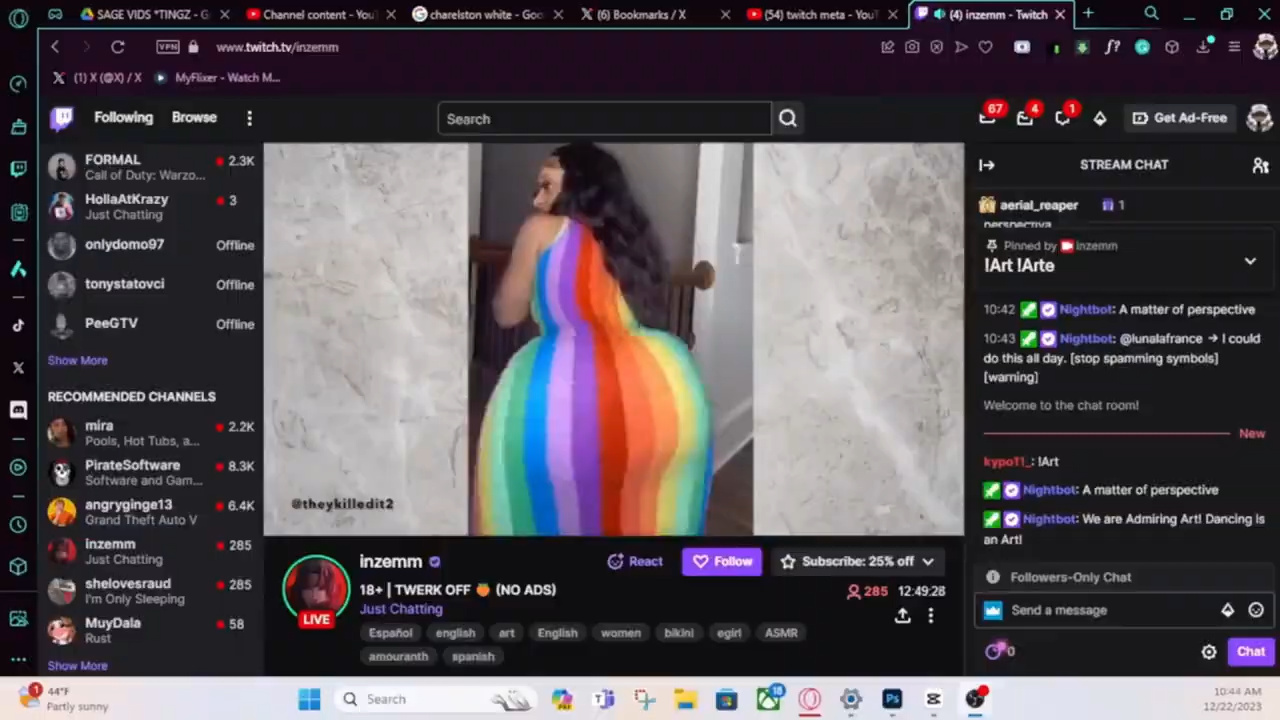 SAGE VIDS *TINGZ - G
Channel content - YouT
charelston white - Goo
(6) Bookmarks / X
(54) twitch meta - YouT
(4) inzemm - Twitch
VPN
www.twitch.tv/inzemm
(1) X (@X) / X
MyFlixer - Watch M...
Following
Browse
Search
67
4
1
Get Ad-Free
FORMAL
2.3K
Call of Duty: Warzo...
HollaAtKrazy
3
Just Chatting
onlydomo97
Offline
tonystatovci
Offline
PeeGTV
Offline
Show More
RECOMMENDED CHANNELS
mira
2.2K
Pools, Hot Tubs, a...
PirateSoftware
8.3K
Software and Gam...
angryginge13
6.4K
Grand Theft Auto V
inzemm
285
Just Chatting
shelovesraud
285
I'm Only Sleeping
MuyDala
58
Rust
Show More
@theykilledit2
LIVE
inzemm
React
Follow
Subscribe: 25% off
18+ | TWERK OFF 🍑 (NO ADS)
285
12:49:28
Just Chatting
Español
english
art
English
women
bikini
egirl
ASMR
amouranth
spanish
STREAM CHAT
aerial_reaper
1
perspective
Pinned by inzemm
!Art !Arte
10:42 Nightbot: A matter of perspective
10:43 Nightbot: @lunalafrance -> I could
do this all day. [stop spamming symbols]
[warning]
Welcome to the chat room!
New
kypo11_: !Art
Nightbot: A matter of perspective
Nightbot: We are Admiring Art! Dancing Is
an Art!
Followers-Only Chat
Send a message
0
Chat
1
44°F
Partly sunny
Search
18
Ps
10:44 AM
12/22/2023